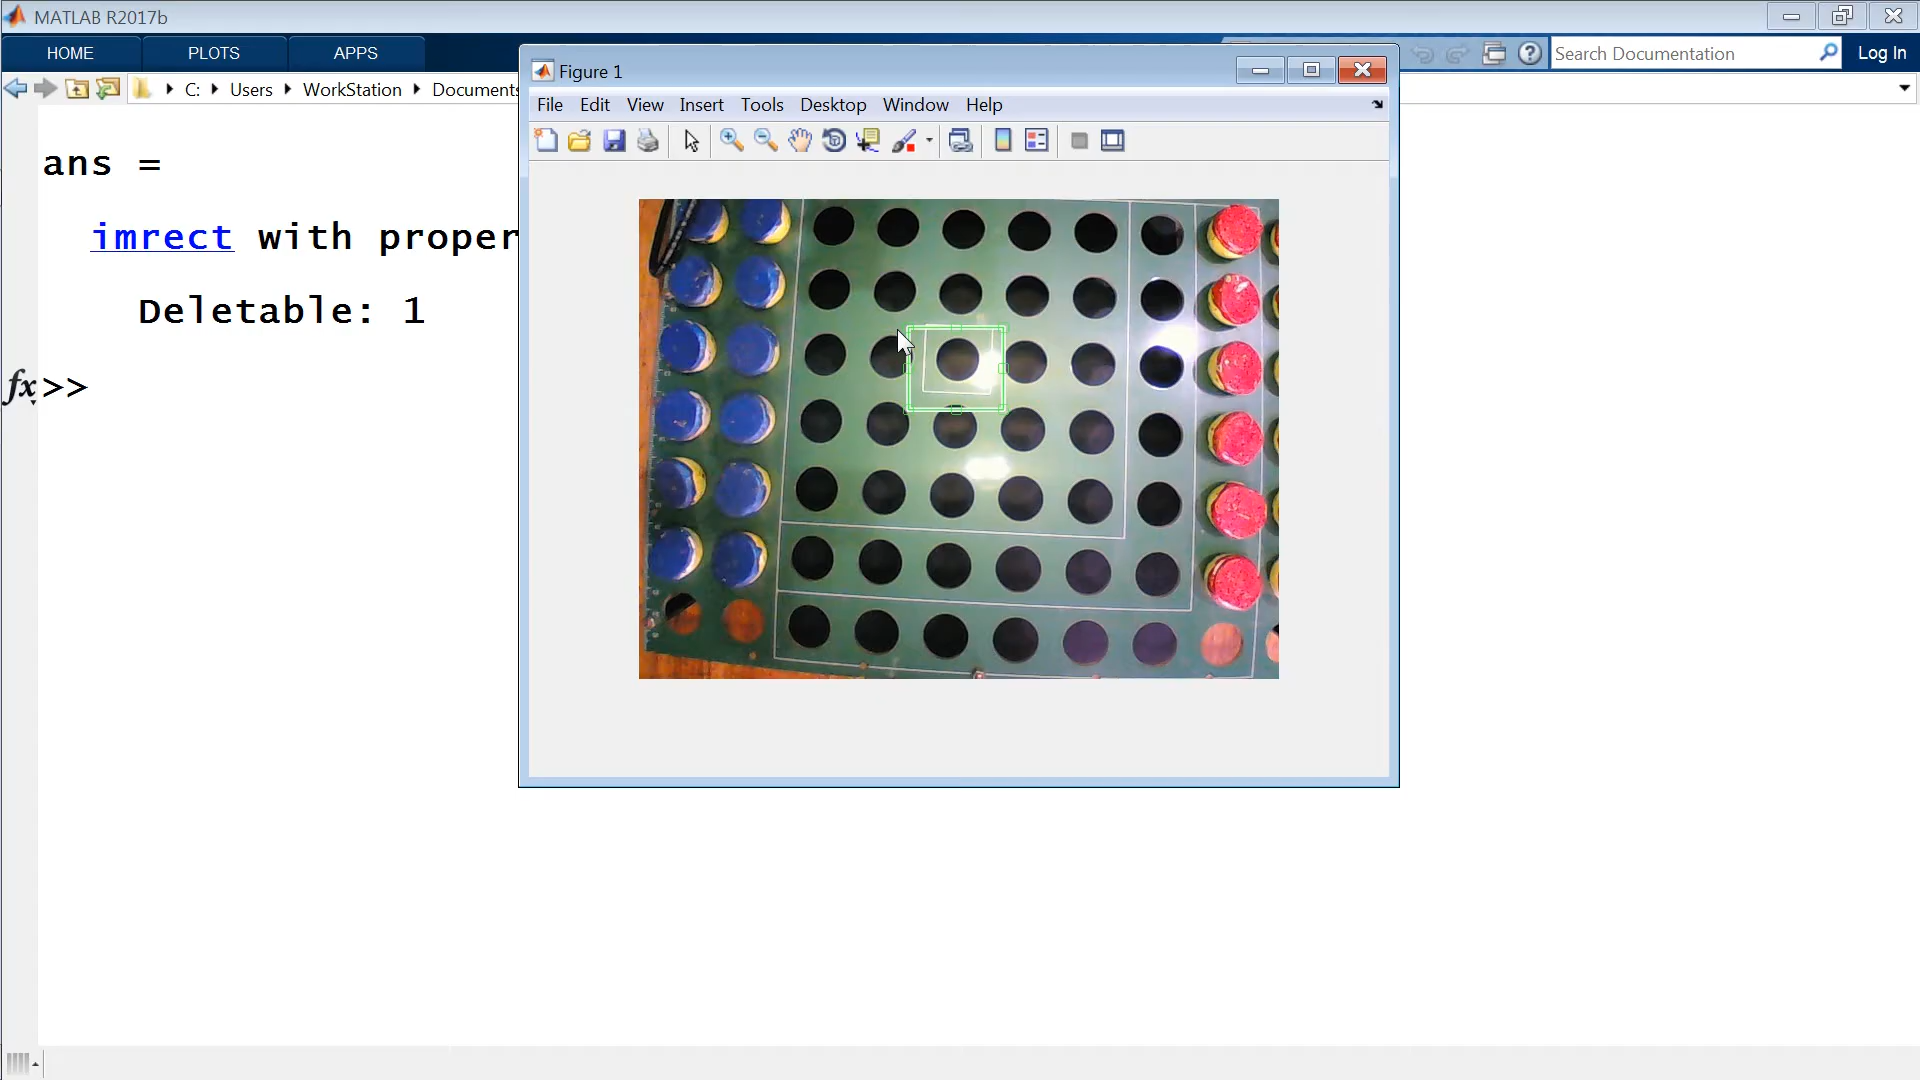 MATLAB R2017b
HOME PLOTS APPS
Search Documentation Log In
C: Users WorkStation Documents
Figure 1
File Edit View Insert Tools Desktop Window Help
ans =
imrect with proper
Deletable: 1
fx >>